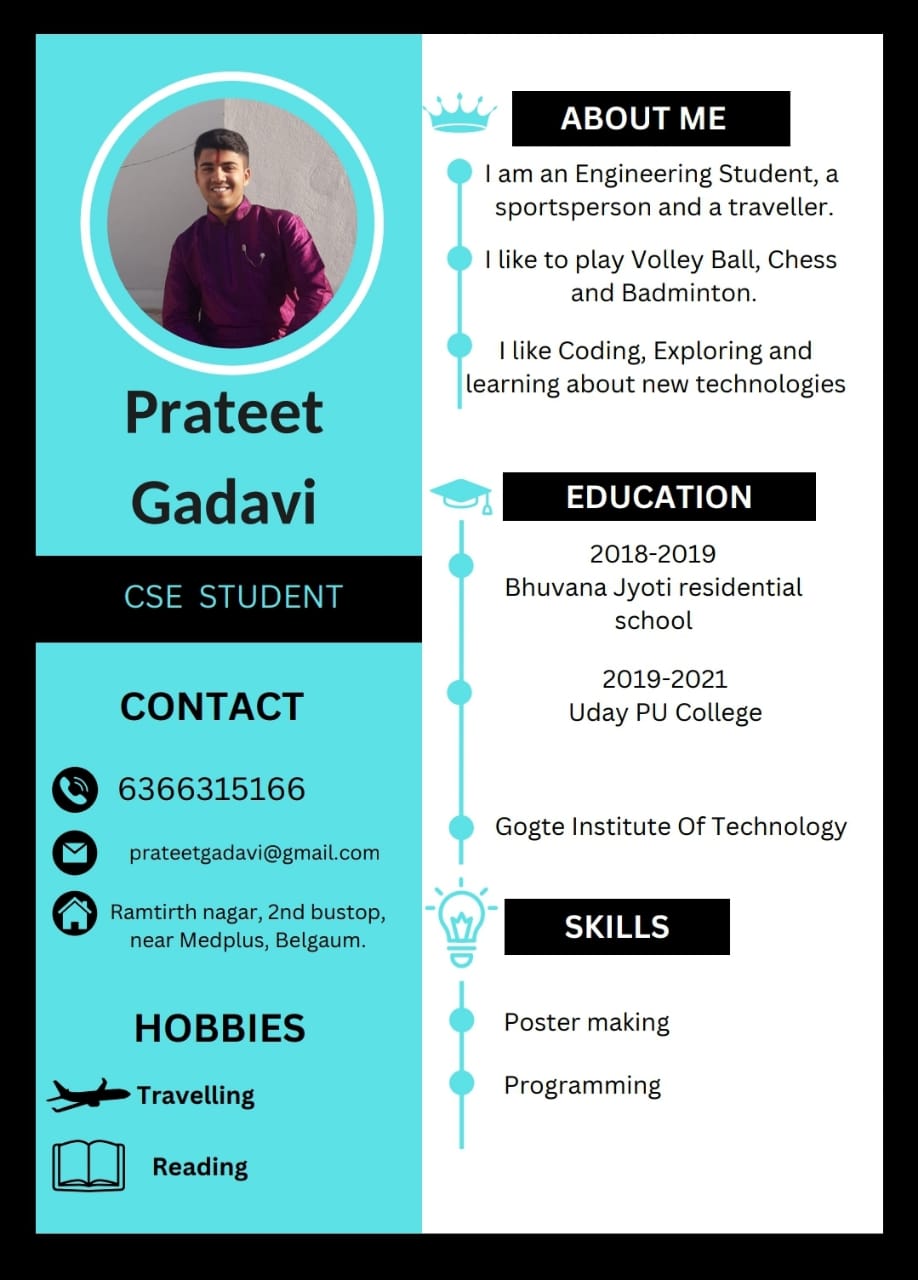 Prateet
Gadavi
CSE STUDENT
CONTACT
6366315166
prateetgadavi@gmail.com
Ramtirth nagar, 2nd bustop,
near Medplus, Belgaum.
HOBBIES
Travelling
Reading
ABOUT ME
I am an Engineering Student, a
sportsperson and a traveller.
I like to play Volley Ball, Chess
and Badminton.
I like Coding, Exploring and
learning about new technologies
EDUCATION
2018-2019
Bhuvana Jyoti residential
school
2019-2021
Uday PU College
Gogte Institute Of Technology
SKILLS
Poster making
Programming